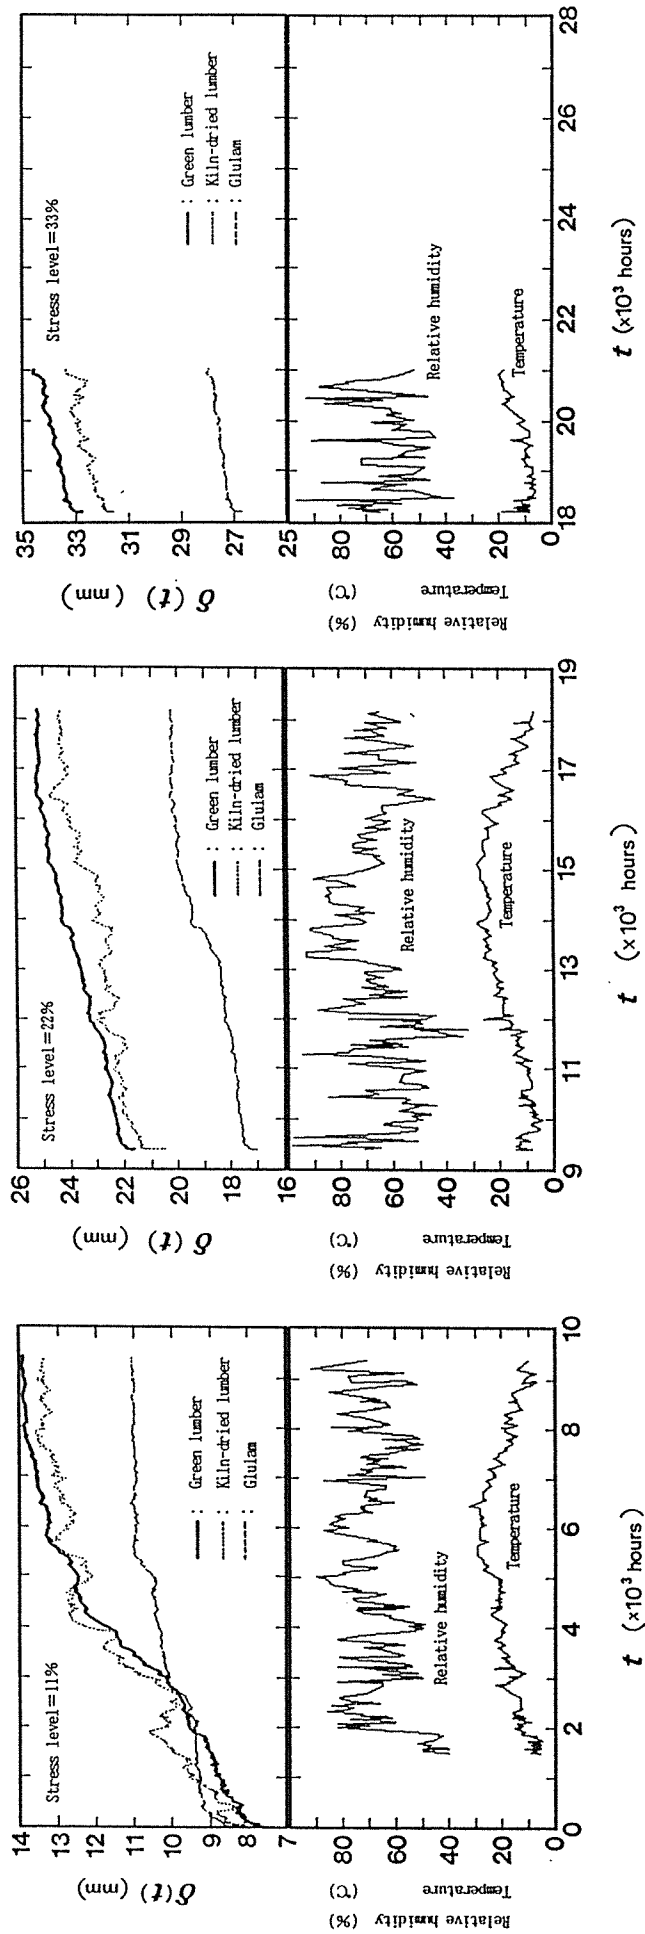 14
13
12
11
10
9
8
7
δ(t) (mm)
Stress level=11%
: Green lumber
: Kiln-dried lumber
: Glulam
80
60
40
20
0
Relative humidity (%)
Temperature (℃)
Relative humidity
Temperature
0
2
4
6
8
10
t (×10³ hours)
26
24
22
20
18
16
δ(t) (mm)
Stress level=22%
: Green lumber
: Kiln-dried lumber
: Glulam
80
60
40
20
0
Relative humidity (%)
Temperature (℃)
Relative humidity
Temperature
9
11
13
15
17
19
t (×10³ hours)
35
33
31
29
27
25
δ(t) (mm)
Stress level=33%
: Green lumber
: Kiln-dried lumber
: Glulam
80
60
40
20
0
Relative humidity (%)
Temperature (℃)
Relative humidity
Temperature
18
20
22
24
26
28
t (×10³ hours)